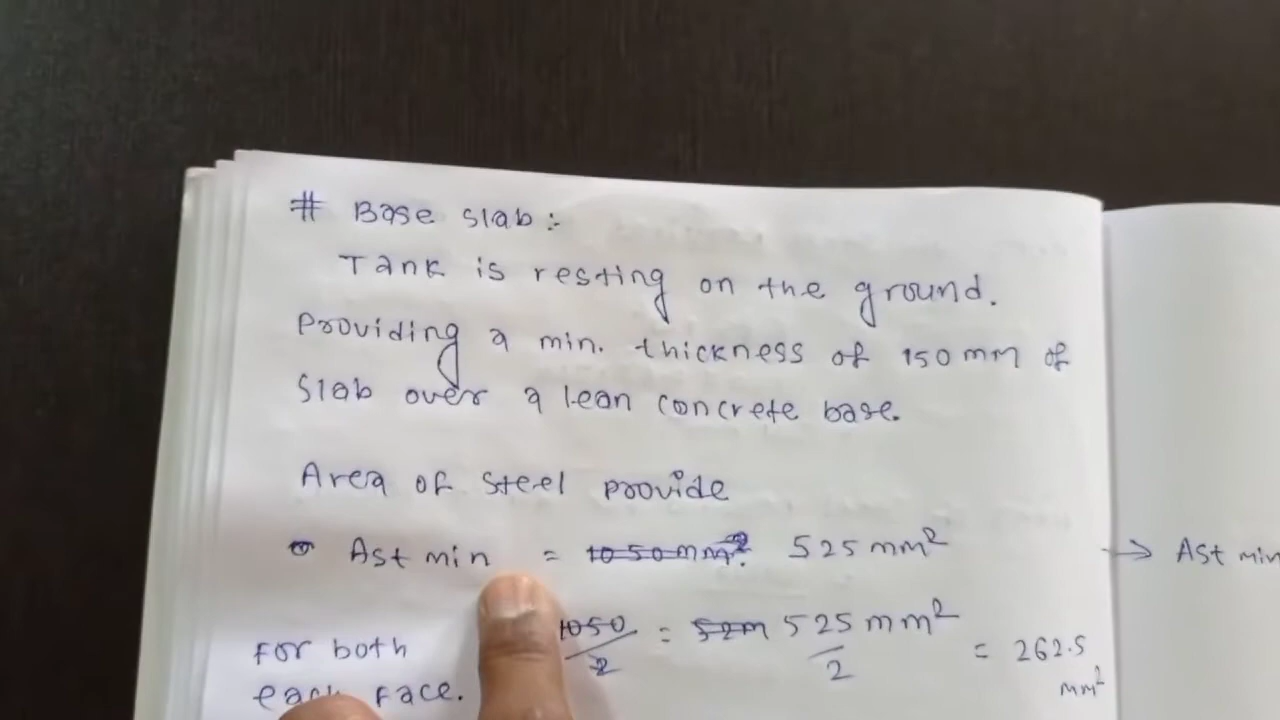 # Base slab :-
Tank is resting on the ground.
Providing a min. thickness of 150 mm of
slab over a lean concrete base.
Area of steel provide
Ast min = 1050 mm². 525 mm²
→ Ast min
for both 1050/2 = 525 mm²/2 = 262.5 mm²
each face.